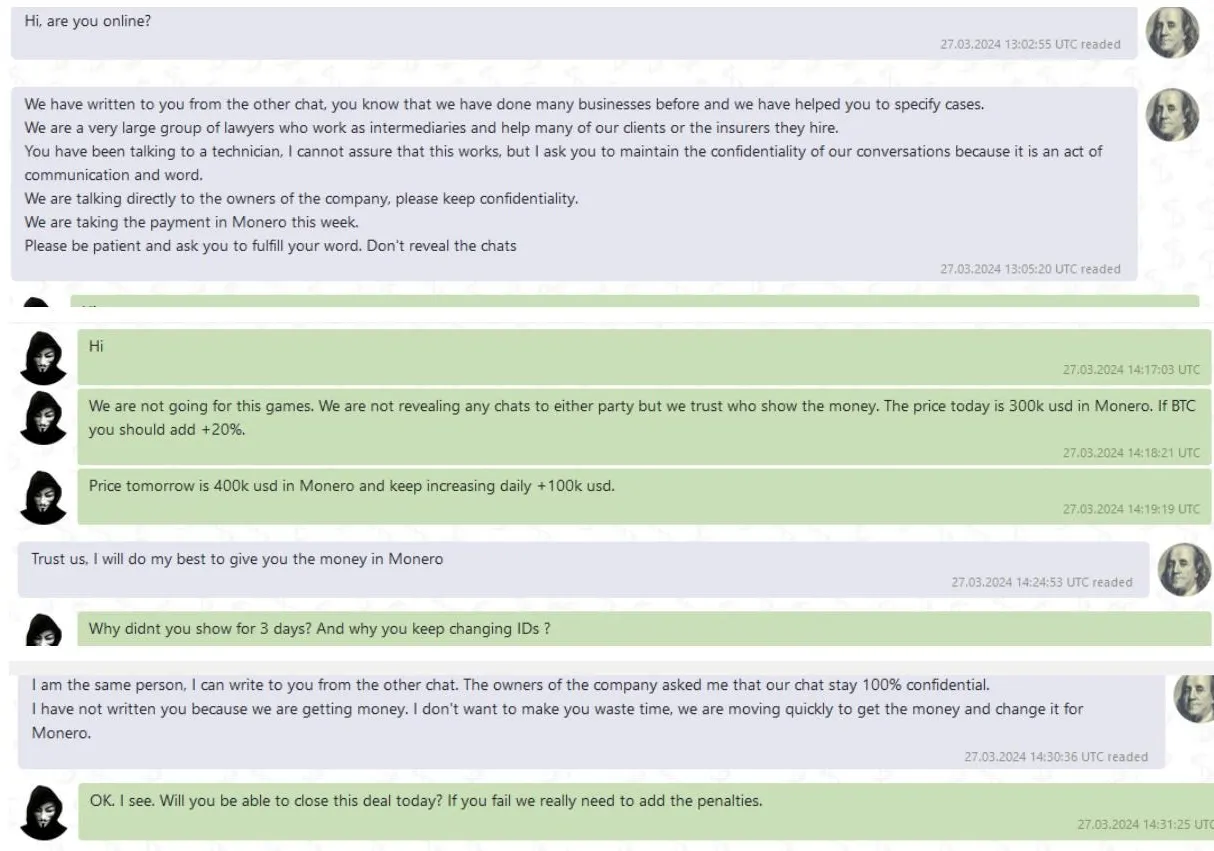 Hi, are you online?
27.03.2024 13:02:55 UTC readed
We have written to you from the other chat, you know that we have done many businesses before and we have helped you to specify cases.
We are a very large group of lawyers who work as intermediaries and help many of our clients or the insurers they hire.
You have been talking to a technician, I cannot assure that this works, but I ask you to maintain the confidentiality of our conversations because it is an act of
communication and word.
We are talking directly to the owners of the company, please keep confidentiality.
We are taking the payment in Monero this week.
Please be patient and ask you to fulfill your word. Don't reveal the chats
27.03.2024 13:05:20 UTC readed
Hi
27.03.2024 14:17:03 UTC
We are not going for this games. We are not revealing any chats to either party but we trust who show the money. The price today is 300k usd in Monero. If BTC
you should add +20%.
27.03.2024 14:18:21 UTC
Price tomorrow is 400k usd in Monero and keep increasing daily +100k usd.
27.03.2024 14:19:19 UTC
Trust us, I will do my best to give you the money in Monero
27.03.2024 14:24:53 UTC readed
Why didnt you show for 3 days? And why you keep changing IDs ?
I am the same person, I can write to you from the other chat. The owners of the company asked me that our chat stay 100% confidential.
I have not written you because we are getting money. I don't want to make you waste time, we are moving quickly to get the money and change it for
Monero.
27.03.2024 14:30:36 UTC readed
OK. I see. Will you be able to close this deal today? If you fail we really need to add the penalties.
27.03.2024 14:31:25 UTC